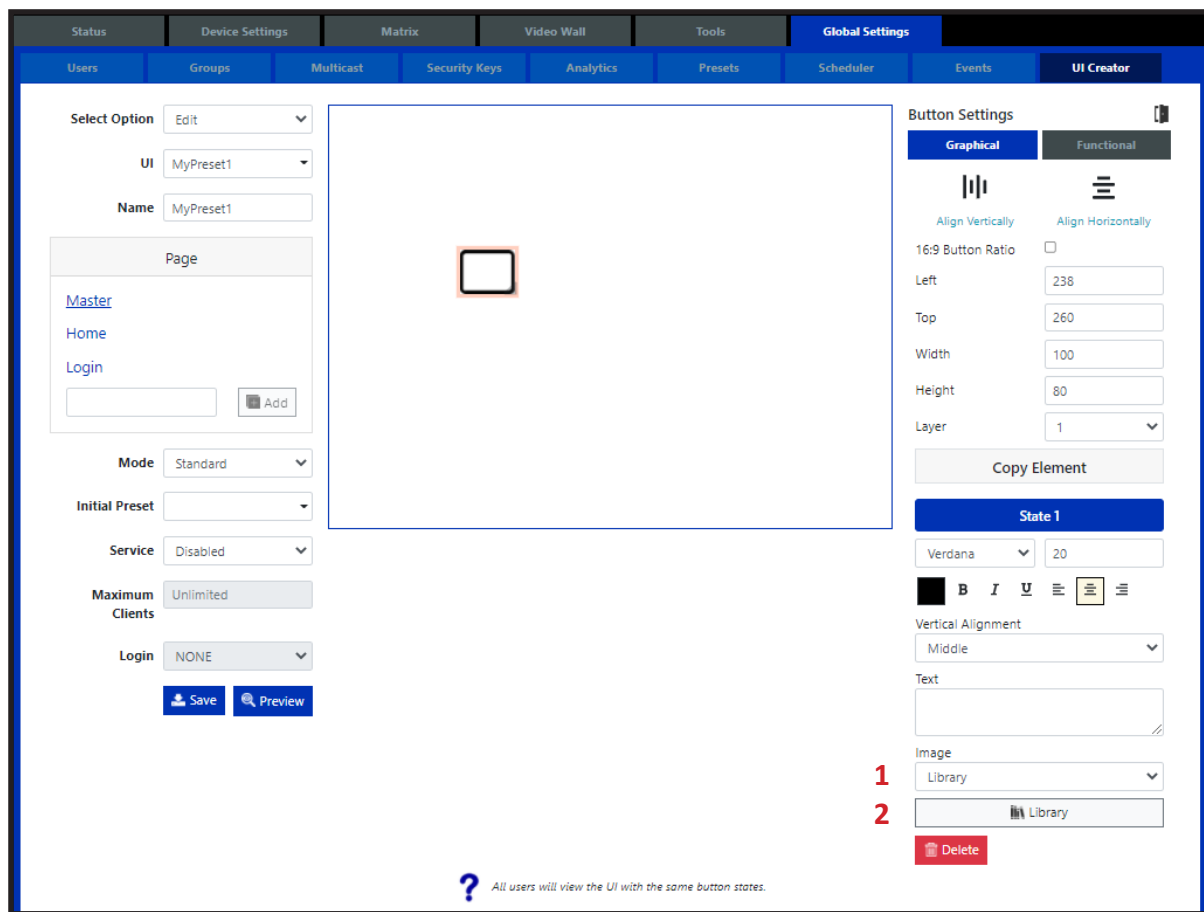 Status Device Settings Matrix Video Wall Tools Global Settings
Users Groups Multicast Security Keys Analytics Presets Scheduler Events UI Creator
Select Option Edit
UI MyPreset1
Name MyPreset1
Page
Master
Home
Login
Add
Mode Standard
Initial Preset
Service Disabled
Maximum Clients Unlimited
Login NONE
Save Preview
Button Settings
Graphical Functional
Align Vertically Align Horizontally
16:9 Button Ratio
Left 238
Top 260
Width 100
Height 80
Layer 1
Copy Element
State 1
Verdana 20
B I U
Vertical Alignment
Middle
Text
Image
1 Library
2 Library
Delete
? All users will view the UI with the same button states.